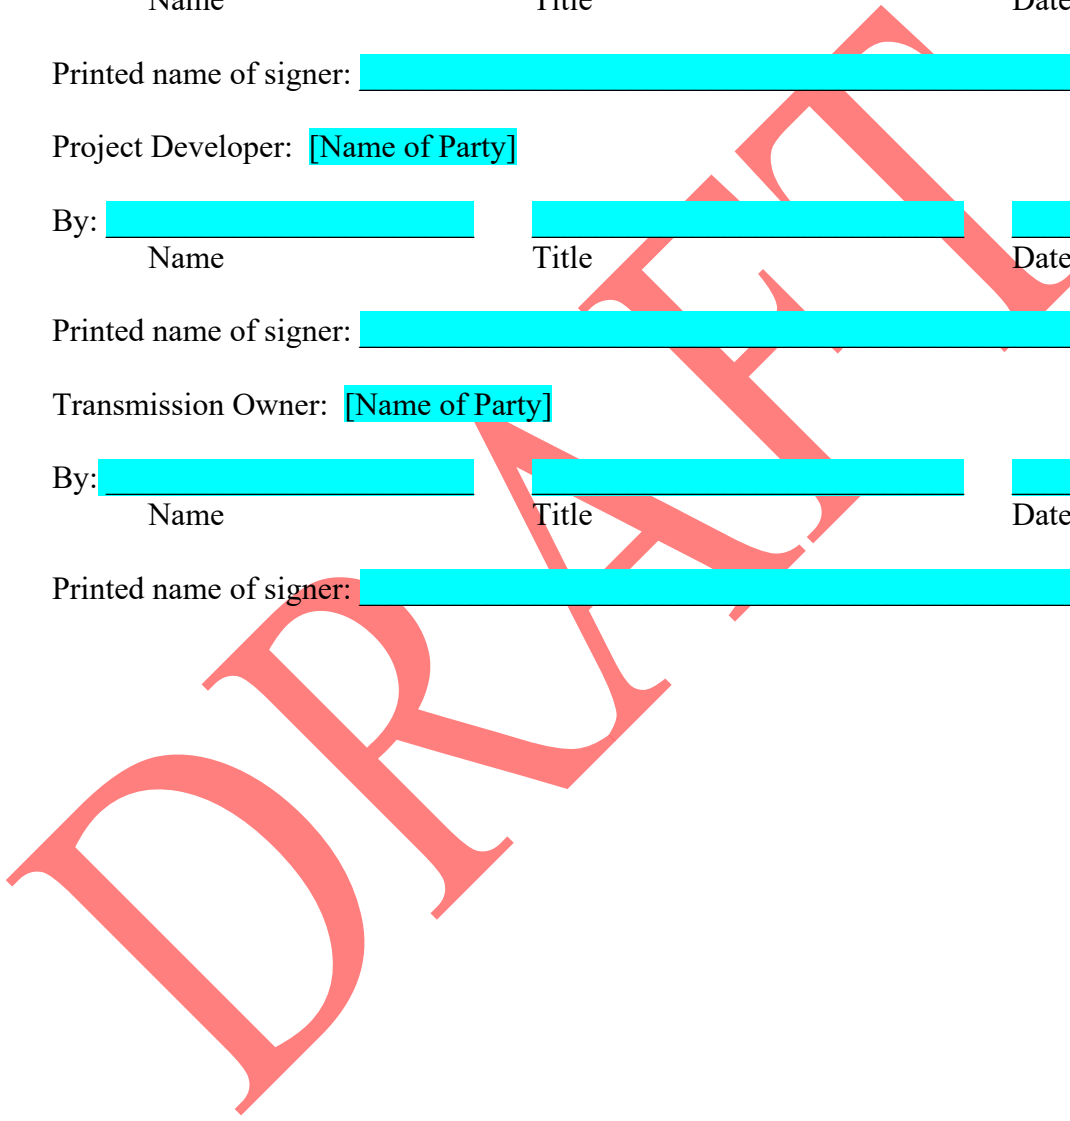 Name Title Date
Printed name of signer:
Project Developer: [Name of Party]
By:
Name Title Date
Printed name of signer:
Transmission Owner: [Name of Party]
By:
Name Title Date
Printed name of signer:
DRAFT